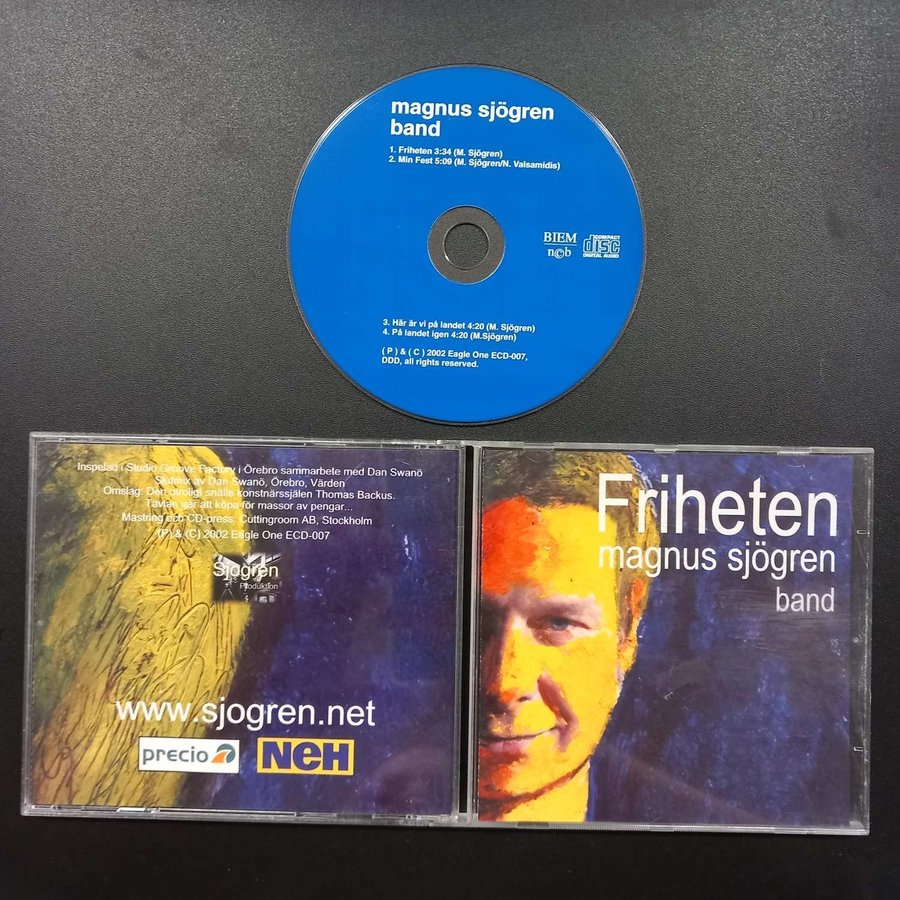 magnus sjögren
band
1. Friheten 3:34 (M. Sjögren)
2. Min Fest 5:09 (M. Sjögren/N. Valsamidis)
BIEM
n©b
COMPACT
disc
DIGITAL AUDIO
3. Här är vi på landet 4:20 (M. Sjögren)
4. På landet igen 4:20 (M.Sjögren)
( P ) & ( C ) 2002 Eagle One ECD-007,
DDD, all rights reserved.
Inspelad i Studio Groove Factory i Örebro sammarbete med Dan Swanö
Slutmix av Dan Swanö, Örebro, Värden
Omslag: Den otroligt snälle konstnärssjälen Thomas Backus.
Tavlan går att köpa för massor av pengar...
Mastring och CD-press: Cuttingroom AB, Stockholm
(P) & (C) 2002 Eagle One ECD-007
Sjögren
Produktion
www.sjogren.net
precio
NeH
Friheten
magnus sjögren
band